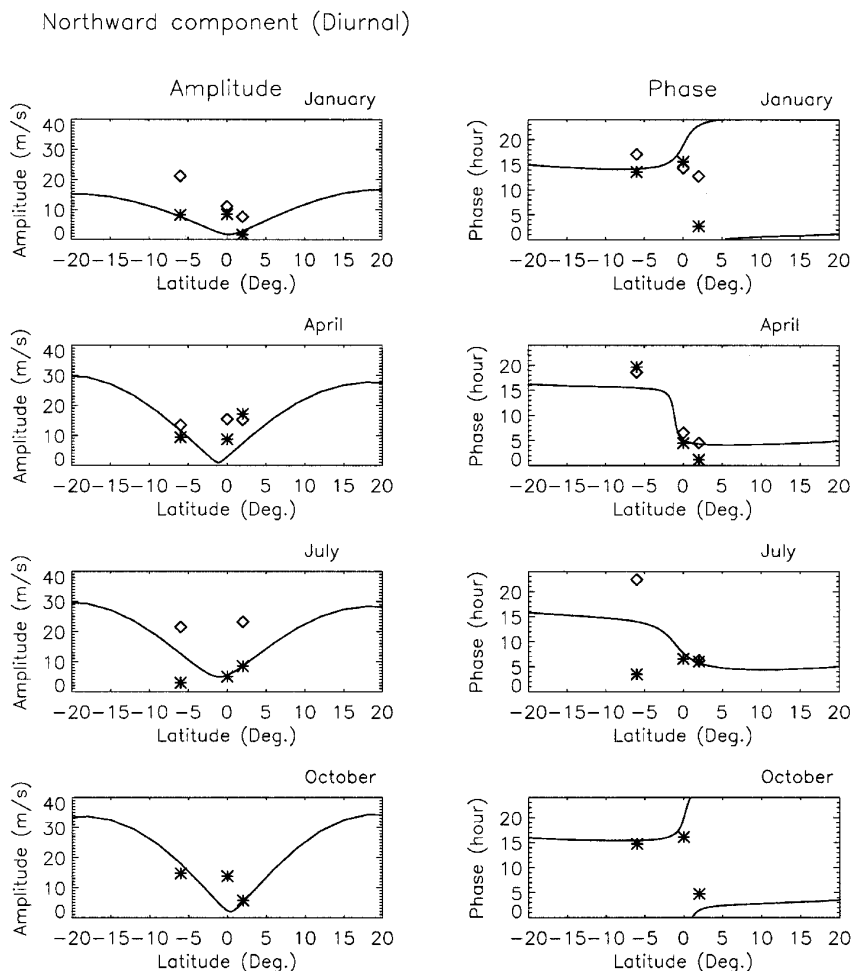 Northward component (Diurnal)
Amplitude
January
Amplitude (m/s)
40
30
20
10
0
-20-15-10 -5 0 5 10 15 20
Latitude (Deg.)
Phase
January
Phase (hour)
20
15
10
5
0
-20-15-10 -5 0 5 10 15 20
Latitude (Deg.)
April
Amplitude (m/s)
40
30
20
10
0
-20-15-10 -5 0 5 10 15 20
Latitude (Deg.)
April
Phase (hour)
20
15
10
5
0
-20-15-10 -5 0 5 10 15 20
Latitude (Deg.)
July
Amplitude (m/s)
40
30
20
10
0
-20-15-10 -5 0 5 10 15 20
Latitude (Deg.)
July
Phase (hour)
20
15
10
5
0
-20-15-10 -5 0 5 10 15 20
Latitude (Deg.)
October
Amplitude (m/s)
40
30
20
10
0
-20-15-10 -5 0 5 10 15 20
Latitude (Deg.)
October
Phase (hour)
20
15
10
5
0
-20-15-10 -5 0 5 10 15 20
Latitude (Deg.)